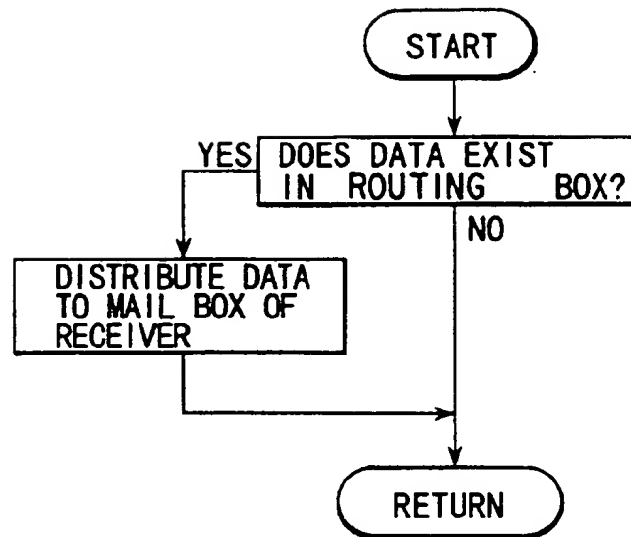 START
YES
DOES DATA EXIST
IN ROUTING BOX?
NO
DISTRIBUTE DATA
TO MAIL BOX OF
RECEIVER
RETURN